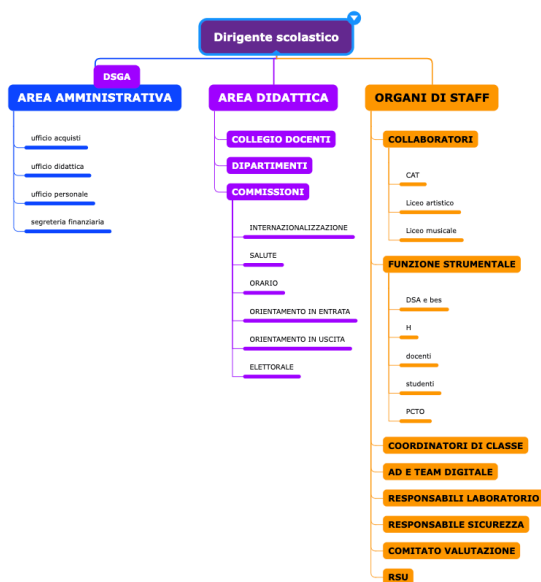 Dirigente scolastico
DSGA
AREA AMMINISTRATIVA
ufficio acquisti
ufficio didattica
ufficio personale
segreteria finanziaria
AREA DIDATTICA
COLLEGIO DOCENTI
DIPARTIMENTI
COMMISSIONI
INTERNAZIONALIZZAZIONE
SALUTE
ORARIO
ORIENTAMENTO IN ENTRATA
ORIENTAMENTO IN USCITA
ELETTORALE
ORGANI DI STAFF
COLLABORATORI
CAT
Liceo artistico
Liceo musicale
FUNZIONE STRUMENTALE
DSA e bes
H
docenti
studenti
PCTO
COORDINATORI DI CLASSE
AD E TEAM DIGITALE
RESPONSABILI LABORATORIO
RESPONSABILE SICUREZZA
COMITATO VALUTAZIONE
RSU